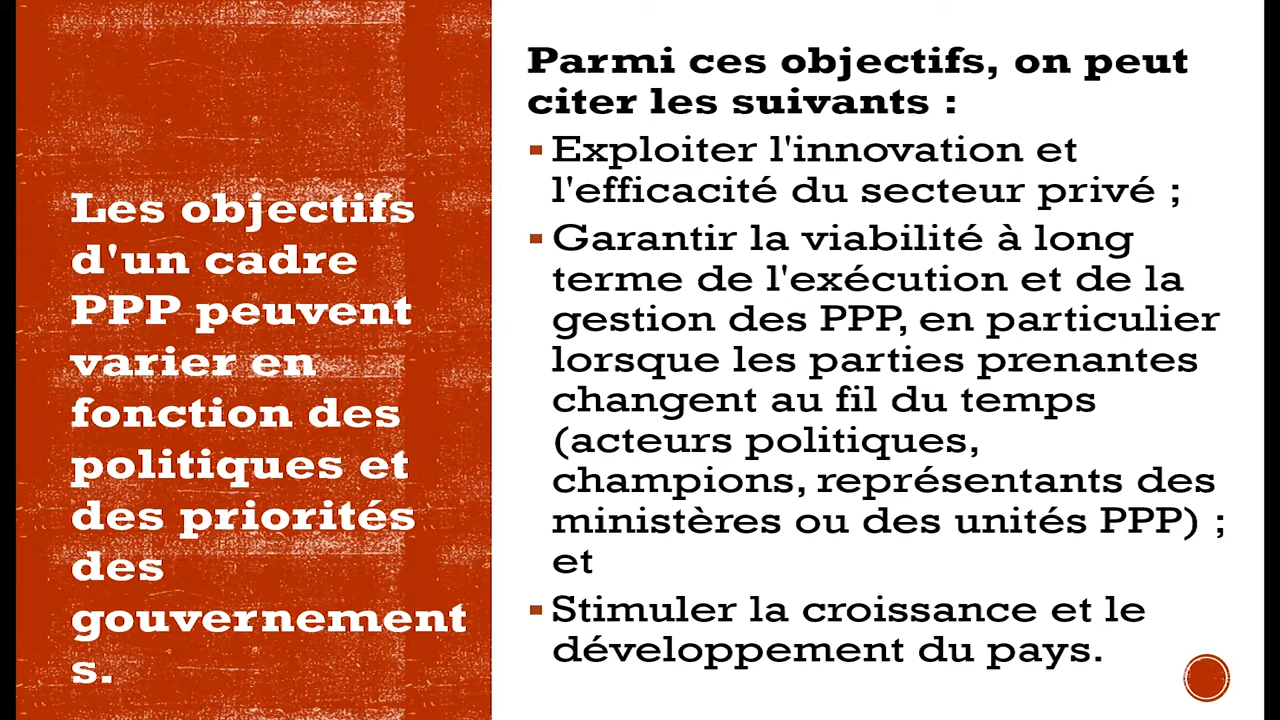 Les objectifs
d'un cadre
PPP peuvent
varier en
fonction des
politiques et
des priorités
des
gouvernement
s.
Parmi ces objectifs, on peut
citer les suivants :
▪Exploiter l'innovation et
l'efficacité du secteur privé ;
▪Garantir la viabilité à long
terme de l'exécution et de la
gestion des PPP, en particulier
lorsque les parties prenantes
changent au fil du temps
(acteurs politiques,
champions, représentants des
ministères ou des unités PPP) ;
et
▪Stimuler la croissance et le
développement du pays.